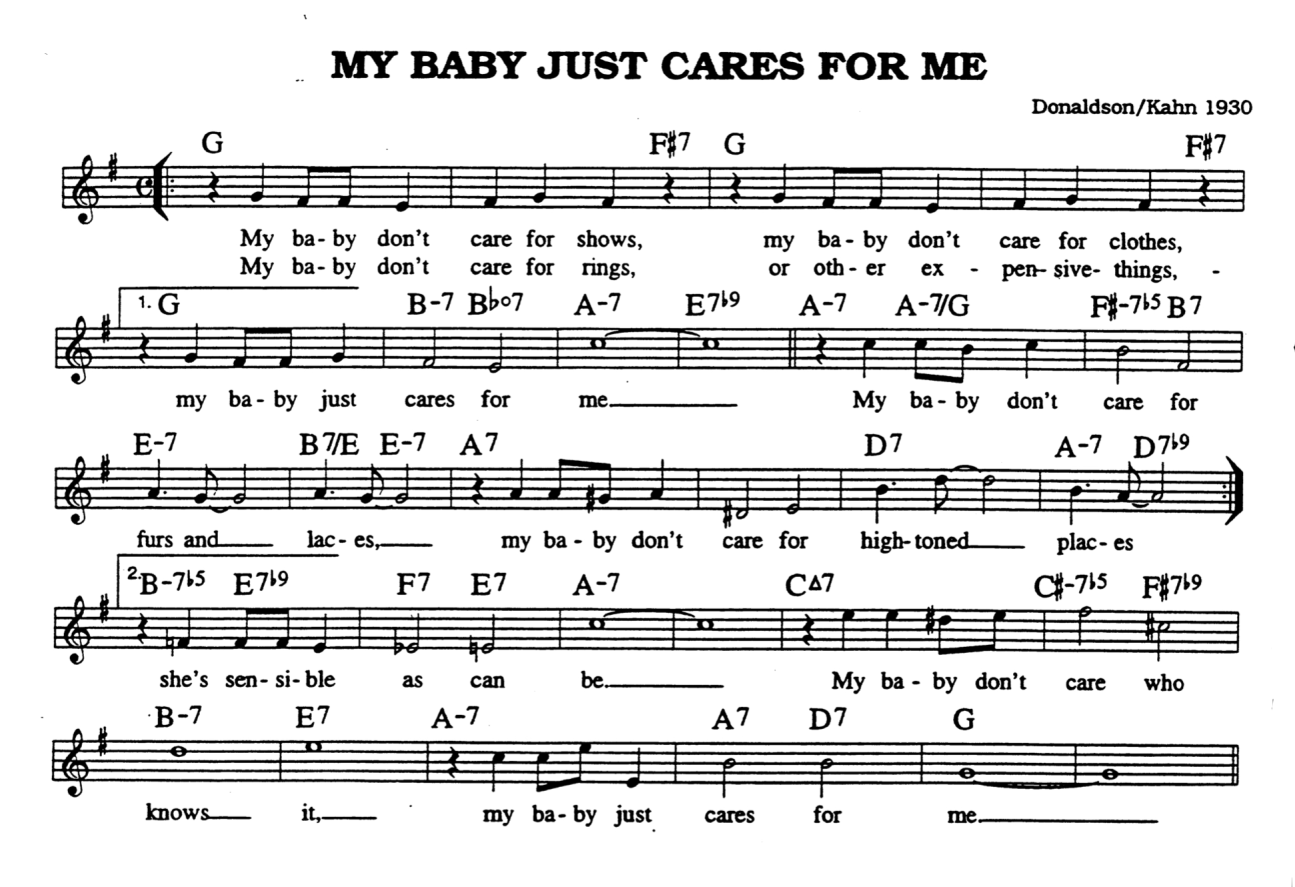 MY BABY JUST CARES FOR ME
Donaldson/Kahn 1930
G F#7 G F#7
My ba-by don't care for shows, my ba-by don't care for clothes,
My ba-by don't care for rings, or oth-er ex - pen-sive-things, -
1. G B-7 B♭o7 A-7 E7♭9 A-7 A-7/G F#-7♭5 B7
my ba-by just cares for me. My ba-by don't care for
E-7 B7/E E-7 A7 D7 A-7 D7♭9
furs and lac-es, my ba-by don't care for high-toned plac-es
2. B-7♭5 E7♭9 F7 E7 A-7 CΔ7 C#-7♭5 F#7♭9
she's sen-si-ble as can be. My ba-by don't care who
B-7 E7 A-7 A7 D7 G
knows it, my ba-by just cares for me.